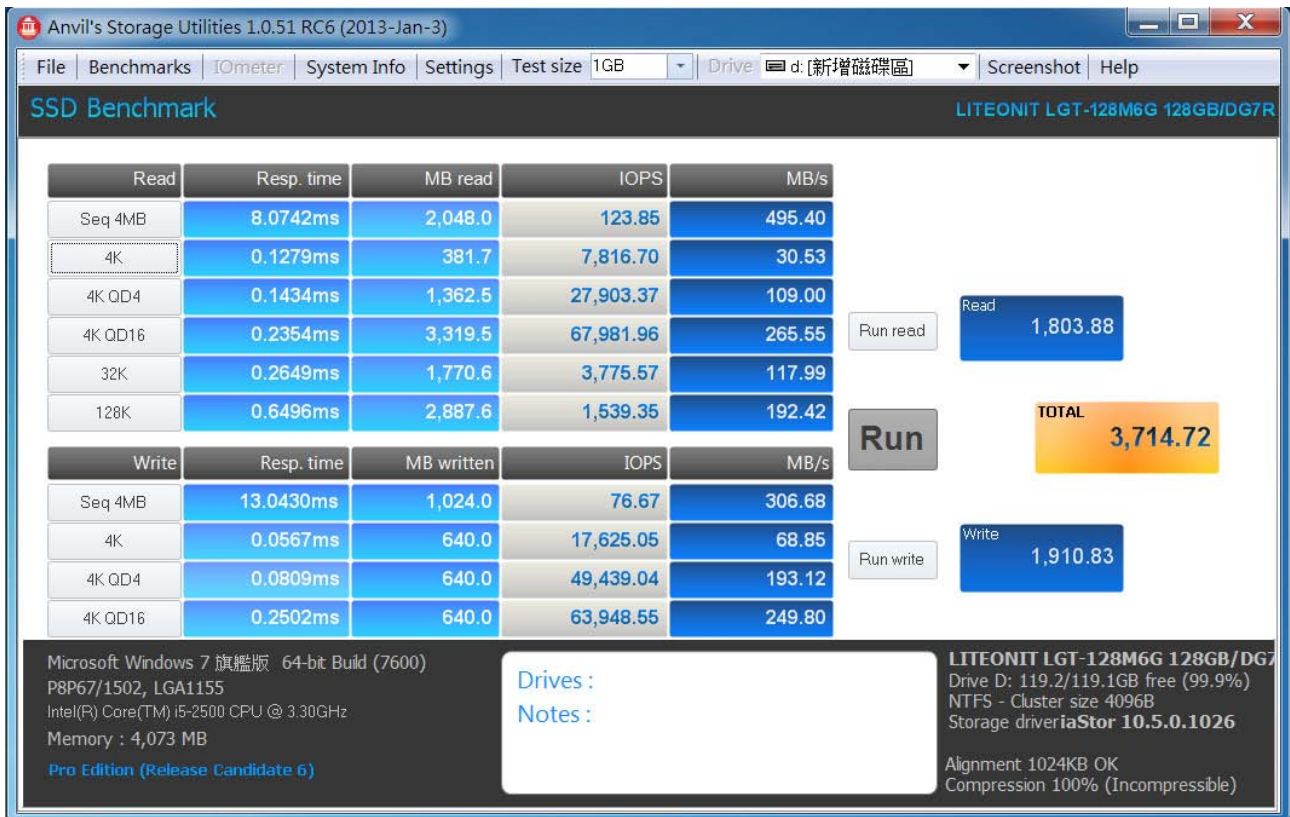 Anvil's Storage Utilities 1.0.51 RC6 (2013-Jan-3)
File Benchmarks IOmeter System Info Settings Test size 1GB Drive d: [新增磁碟區] Screenshot Help
SSD Benchmark LITEONIT LGT-128M6G 128GB/DG7R
Read Resp. time MB read IOPS MB/s
Seq 4MB 8.0742ms 2,048.0 123.85 495.40
4K 0.1279ms 381.7 7,816.70 30.53
4K QD4 0.1434ms 1,362.5 27,903.37 109.00
4K QD16 0.2354ms 3,319.5 67,981.96 265.55
32K 0.2649ms 1,770.6 3,775.57 117.99
128K 0.6496ms 2,887.6 1,539.35 192.42
Run read
Read
1,803.88
Run
TOTAL
3,714.72
Write Resp. time MB written IOPS MB/s
Seq 4MB 13.0430ms 1,024.0 76.67 306.68
4K 0.0567ms 640.0 17,625.05 68.85
4K QD4 0.0809ms 640.0 49,439.04 193.12
4K QD16 0.2502ms 640.0 63,948.55 249.80
Run write
Write
1,910.83
Microsoft Windows 7 旗艦版 64-bit Build (7600)
P8P67/1502, LGA1155
Intel(R) Core(TM) i5-2500 CPU @ 3.30GHz
Memory : 4,073 MB
Pro Edition (Release Candidate 6)
Drives :
Notes :
LITEONIT LGT-128M6G 128GB/DG7
Drive D: 119.2/119.1GB free (99.9%)
NTFS - Cluster size 4096B
Storage driveriaStor 10.5.0.1026
Alignment 1024KB OK
Compression 100% (Incompressible)